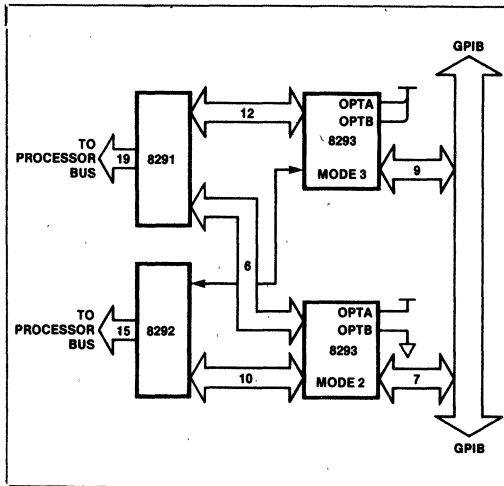 GPIB
12
OPTA
OPTB
8293
MODE 3
TO
PROCESSOR
BUS
19
8291
9
6
TO
PROCESSOR
BUS
15
8292
OPTA
OPTB
8293
MODE 2
10
7
GPIB